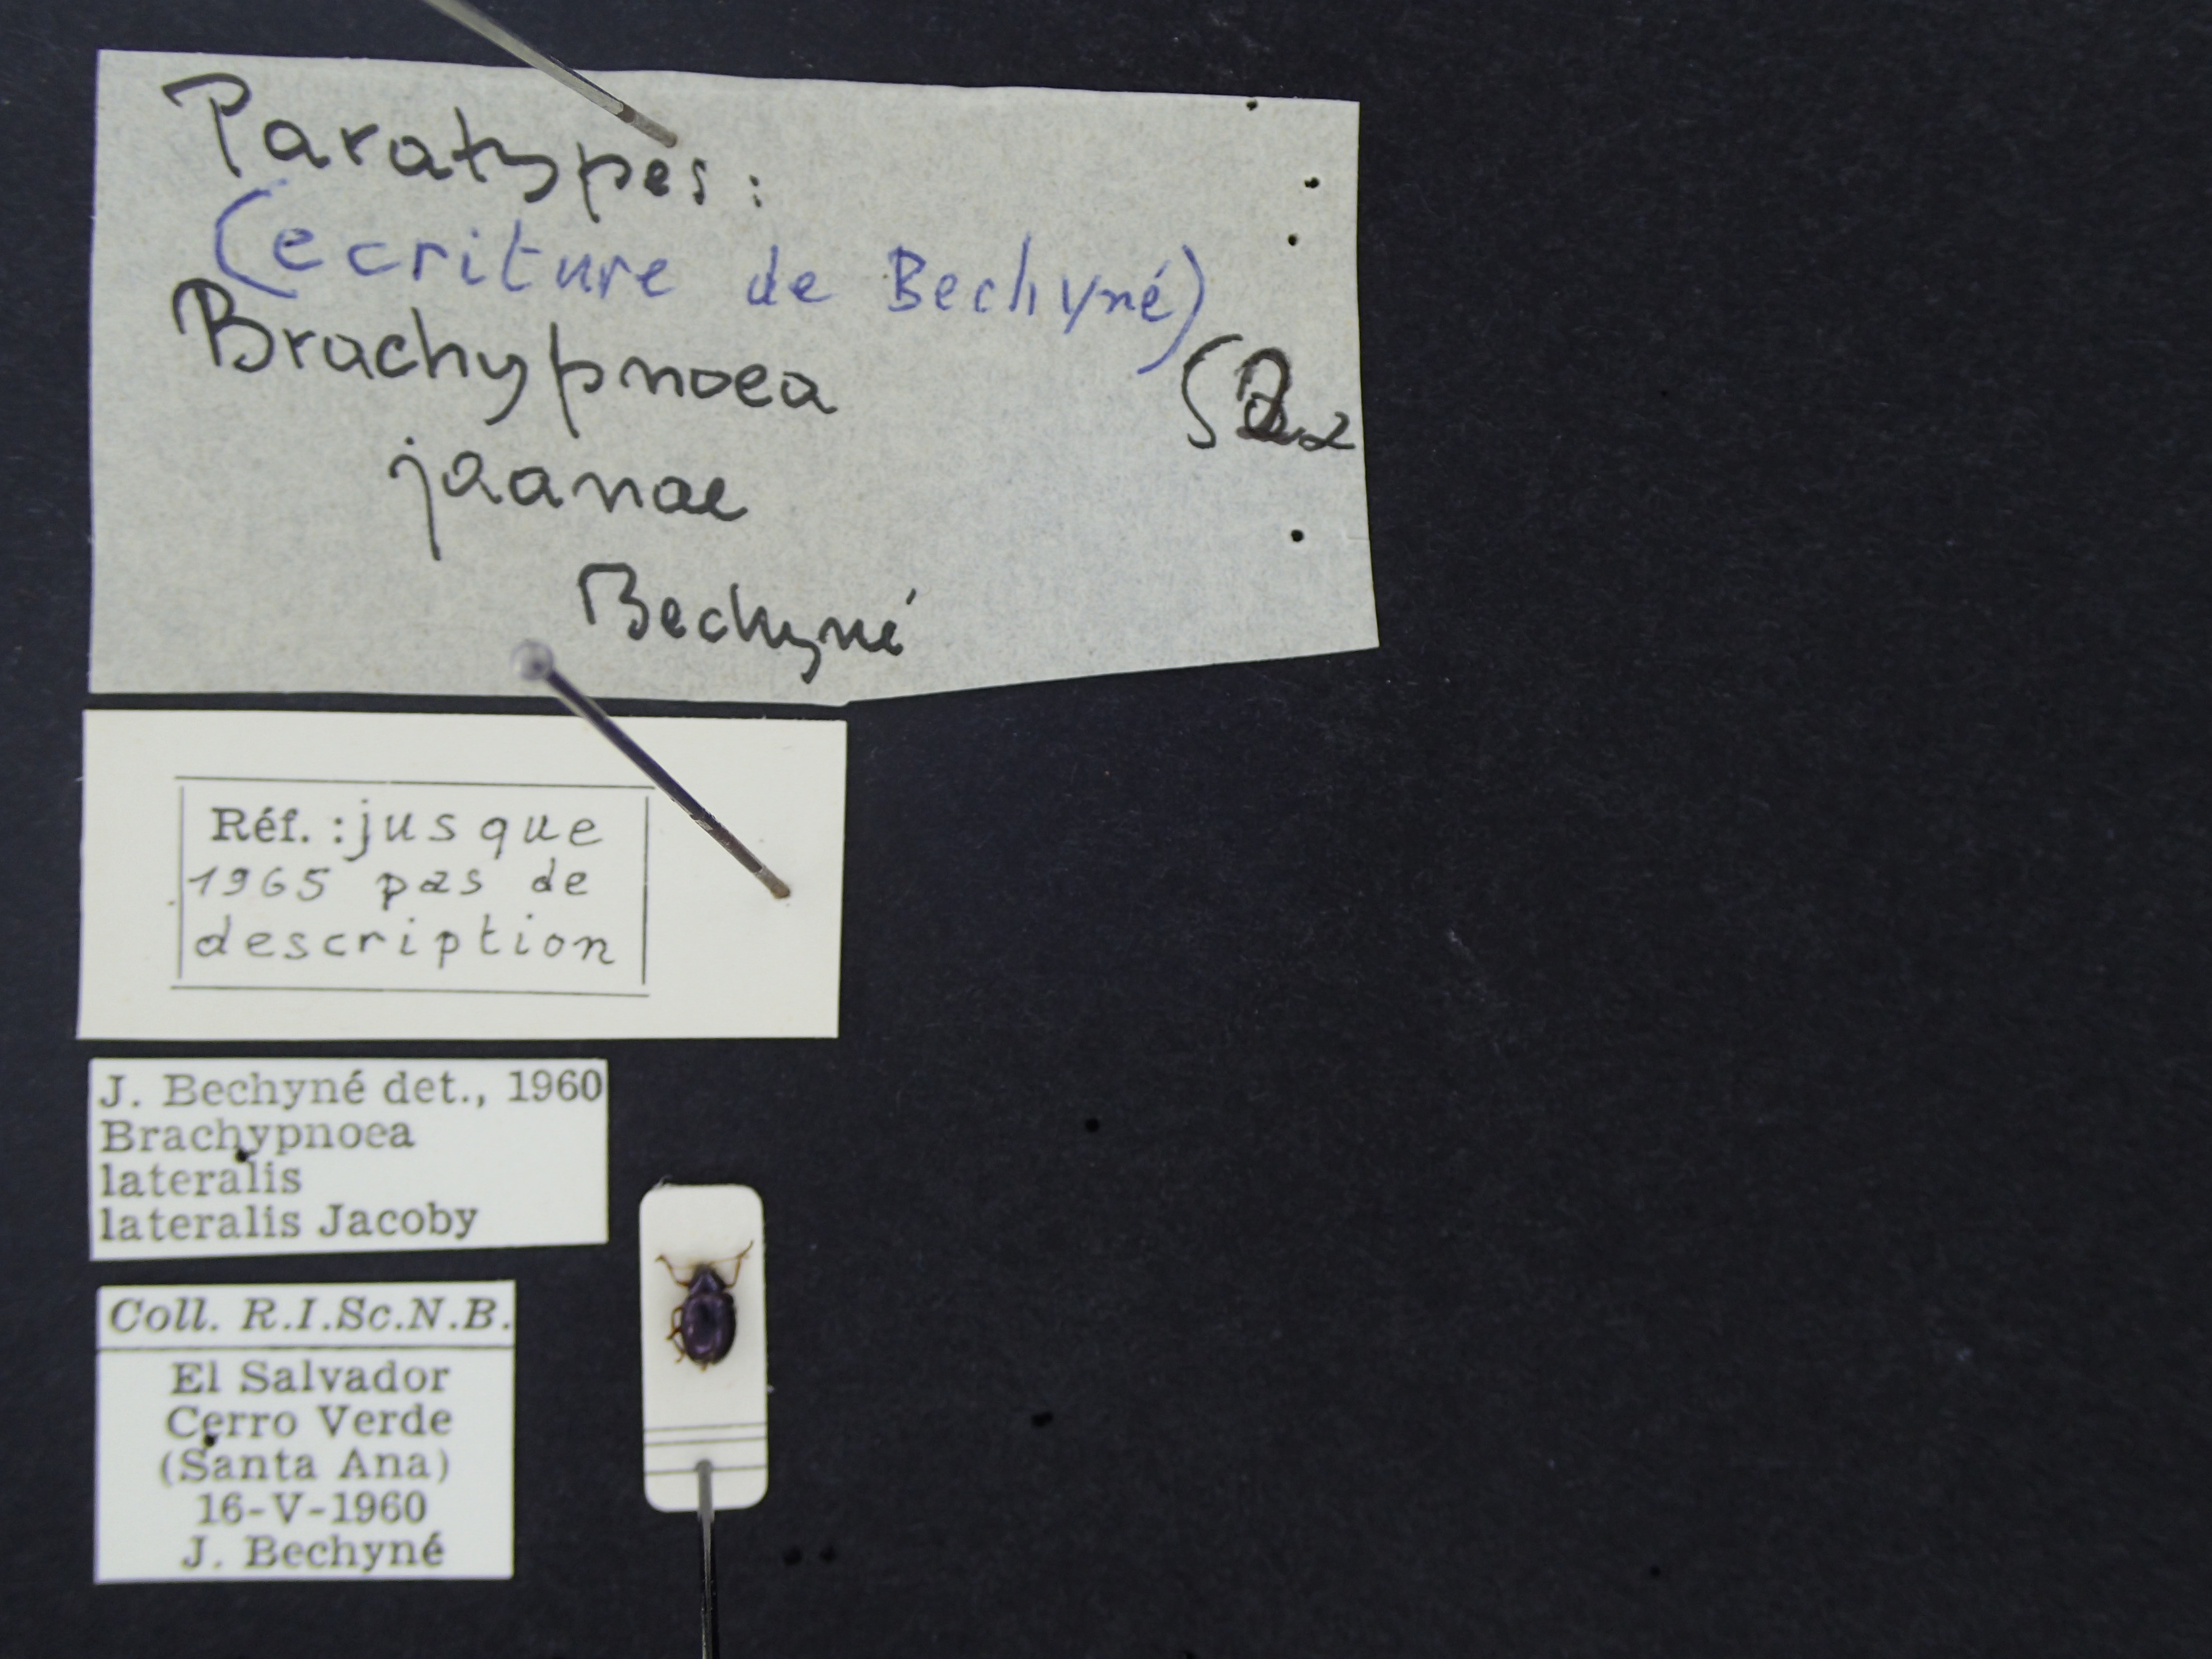 Paratypes:
(ecriture de Bechyné)
Brachypnoea
jaanae
Bechyné
Réf. : jusque
1965 pas de
description
J. Bechyné det., 1960
Brachypnoea
lateralis
lateralis Jacoby
Coll. R.I.Sc.N.B.
El Salvador
Cerro Verde
(Santa Ana)
16-V-1960
J. Bechyné